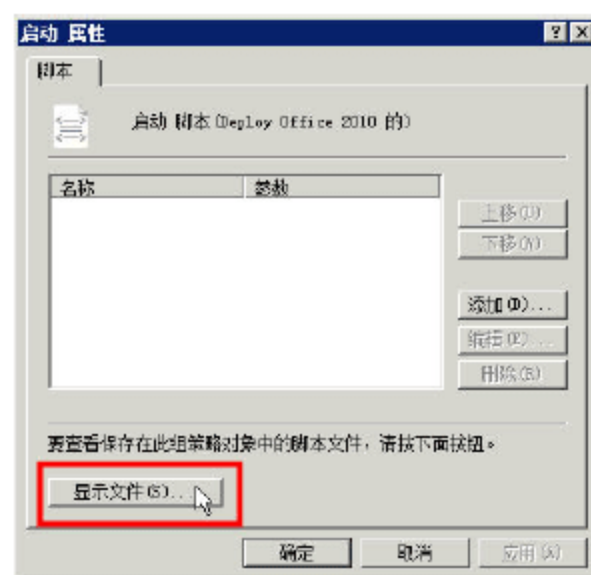 启动 属性
脚本
启动 脚本(Deploy Office 2010 的)
名称 参数
上移(U)
下移(N)
添加(D)...
编辑(E)...
删除(R)
要查看保存在此组策略对象中的脚本文件，请按下面按钮。
显示文件(S)...
确定 取消 应用(A)